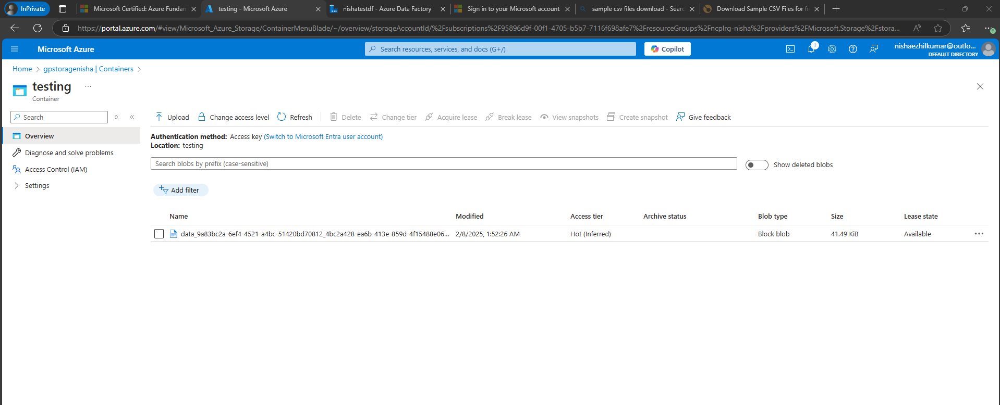 InPrivate
Microsoft Certified: Azure Fundan
testing - Microsoft Azure
nishatestdf - Azure Data Factory
Sign in to your Microsoft account
sample csv files download - Searc
Download Sample CSV Files for fr
https://portal.azure.com/#view/Microsoft_Azure_Storage/ContainerMenuBlade/~/overview/storageAccountId/%2Fsubscriptions%2F95896d9f-00f1-4705-b5b7-7116f698afe7%2FresourceGroups%2Fncplrg-nisha%2Fproviders%2FMicrosoft.Storage%2Fstora...
Microsoft Azure
Search resources, services, and docs (G+/)
Copilot
1
nishaezhilkumar@outlo...
DEFAULT DIRECTORY
Home > gpstoragenisha | Containers >
testing ...
Container
Search
Upload Change access level Refresh Delete Change tier Acquire lease Break lease View snapshots Create snapshot Give feedback
Overview
Diagnose and solve problems
Access Control (IAM)
Settings
Authentication method: Access key (Switch to Microsoft Entra user account)
Location: testing
Search blobs by prefix (case-sensitive)
Show deleted blobs
Add filter
Name Modified Access tier Archive status Blob type Size Lease state
data_9a83bc2a-6ef4-4521-a4bc-51420bd70812_4bc2a428-ea6b-413e-859d-4f15488e06... 2/8/2025, 1:52:26 AM Hot (Inferred) Block blob 41.49 KiB Available ...